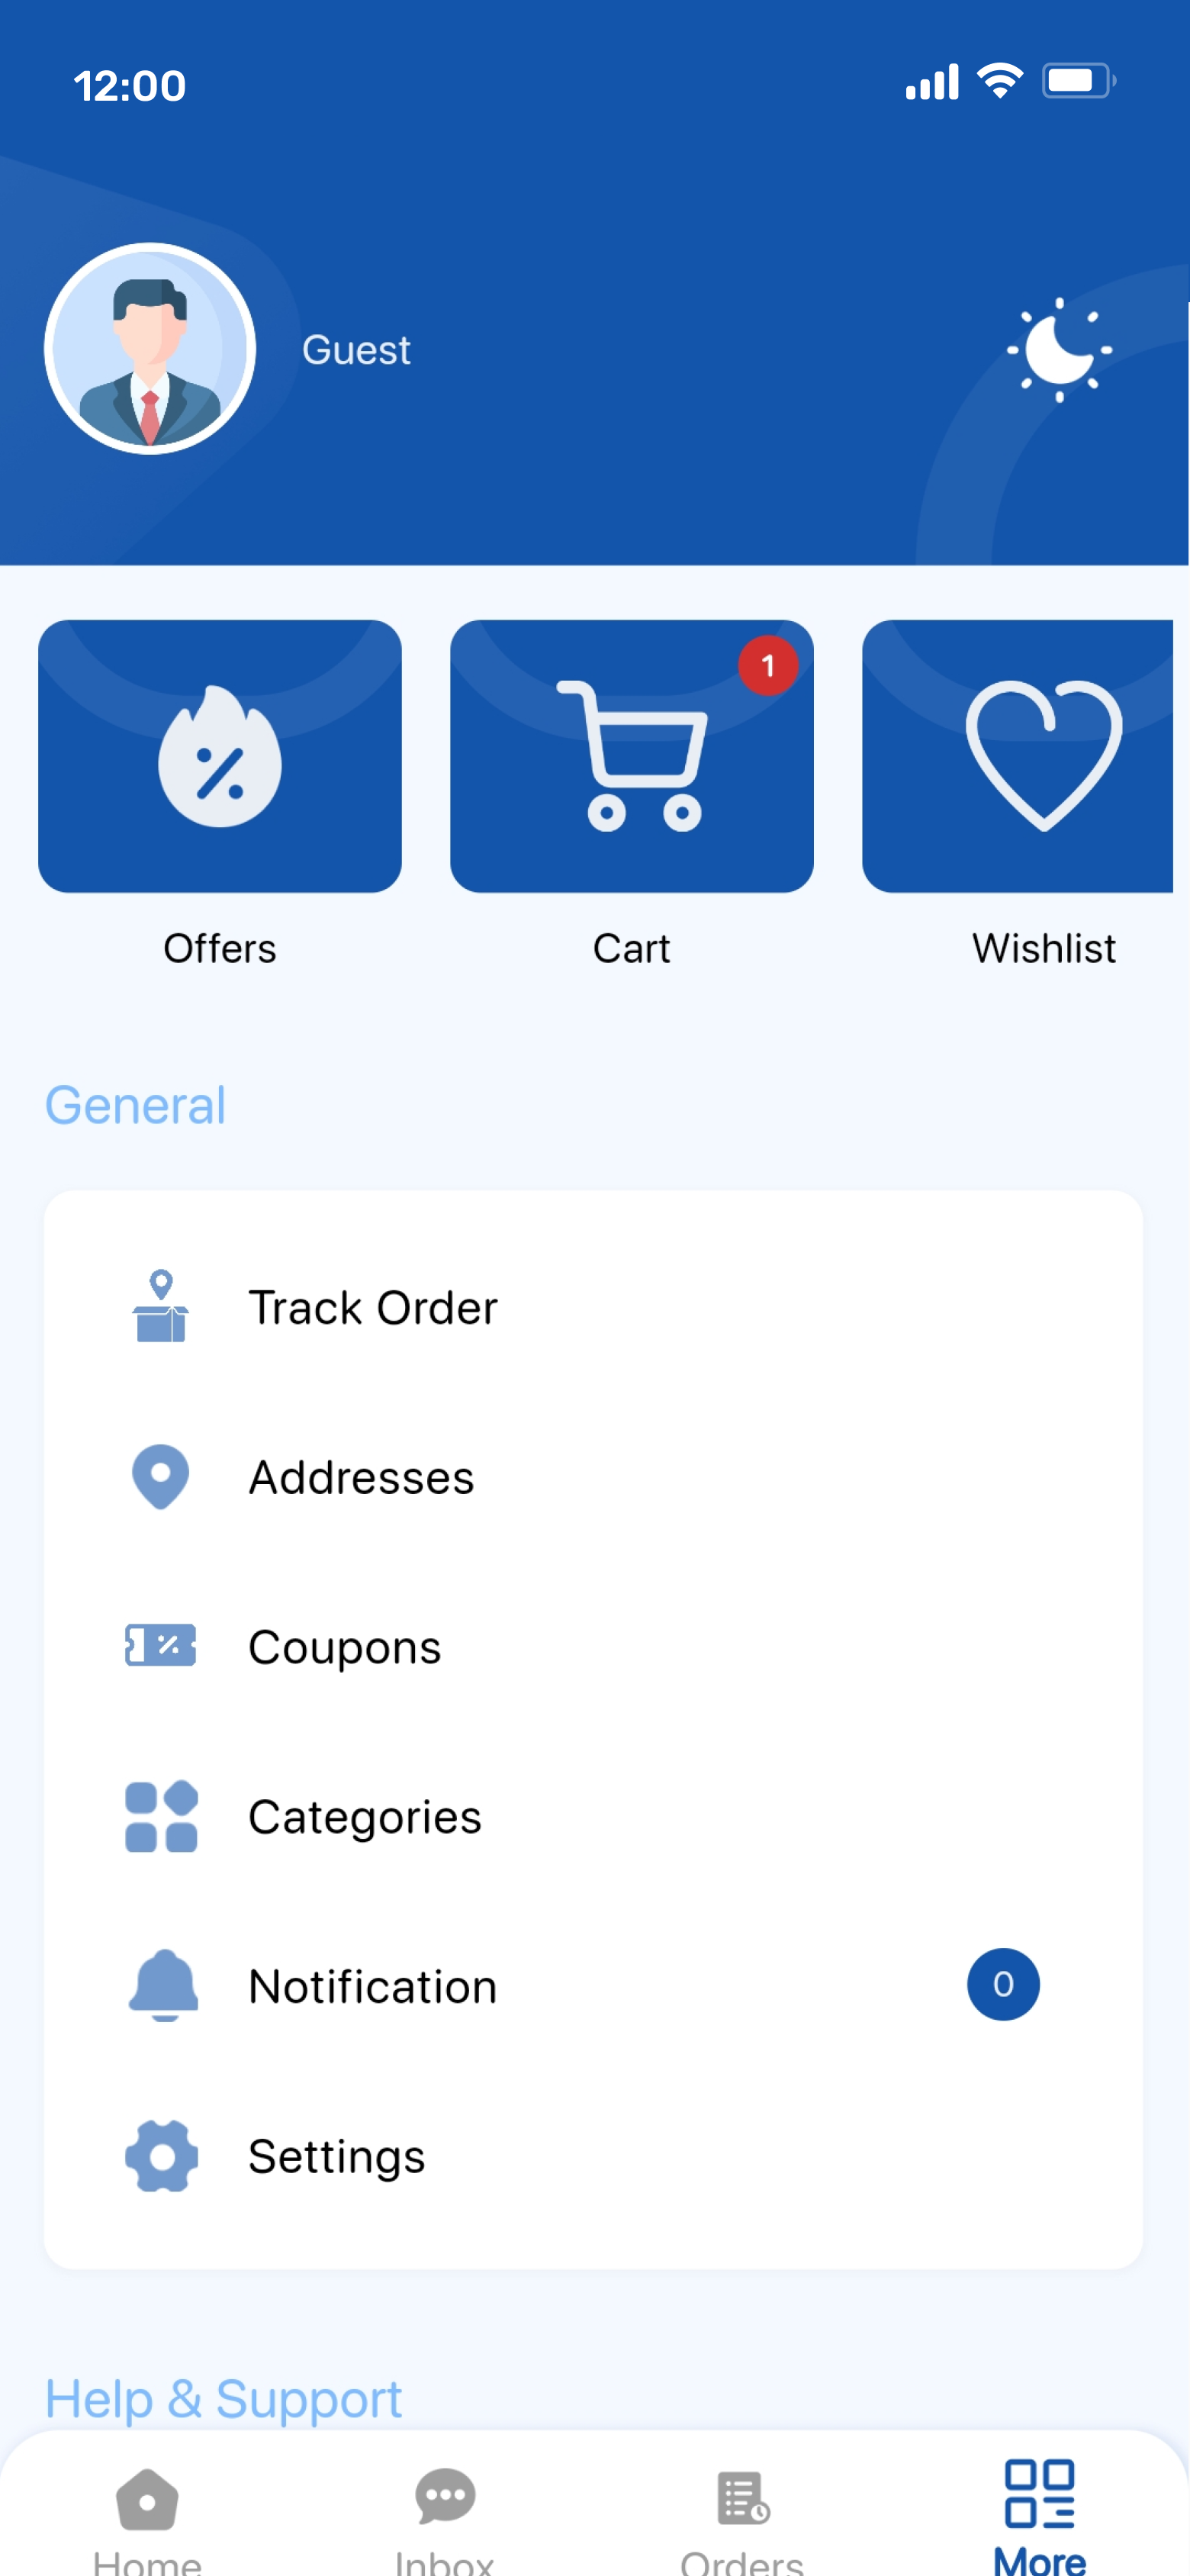 12:00
Guest
1
Offers
Cart
Wishlist
General
Track Order
Addresses
Coupons
Categories
Notification
0
Settings
Help & Support
Home
Inbox
Orders
More